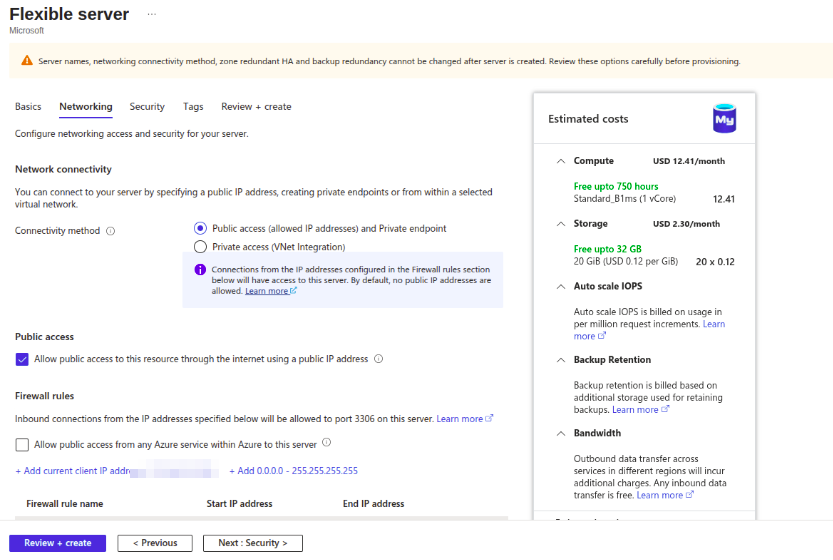 Flexible server ...
Microsoft
Server names, networking connectivity method, zone redundant HA and backup redundancy cannot be changed after server is created. Review these options carefully before provisioning.
Basics Networking Security Tags Review + create
Configure networking access and security for your server.
Network connectivity
You can connect to your server by specifying a public IP address, creating private endpoints or from within a selected
virtual network.
Connectivity method
Public access (allowed IP addresses) and Private endpoint
Private access (VNet Integration)
Connections from the IP addresses configured in the Firewall rules section
below will have access to this server. By default, no public IP addresses are
allowed. Learn more
Public access
Allow public access to this resource through the internet using a public IP address
Firewall rules
Inbound connections from the IP addresses specified below will be allowed to port 3306 on this server. Learn more
Allow public access from any Azure service within Azure to this server
+ Add current client IP + Add 0.0.0.0 - 255.255.255.255
Firewall rule name Start IP address End IP address
Review + create < Previous Next : Security >
Estimated costs
My
Compute USD 12.41/month
Free upto 750 hours
Standard_B1ms (1 vCore) 12.41
Storage USD 2.30/month
Free upto 32 GB
20 GiB (USD 0.12 per GiB) 20 x 0.12
Auto scale IOPS
Auto scale IOPS is billed on usage in
per million request increments. Learn
more
Backup Retention
Backup retention is billed based on
additional storage used for retaining
backups. Learn more
Bandwidth
Outbound data transfer across
services in different regions will incur
additional charges. Any inbound data
transfer is free. Learn more